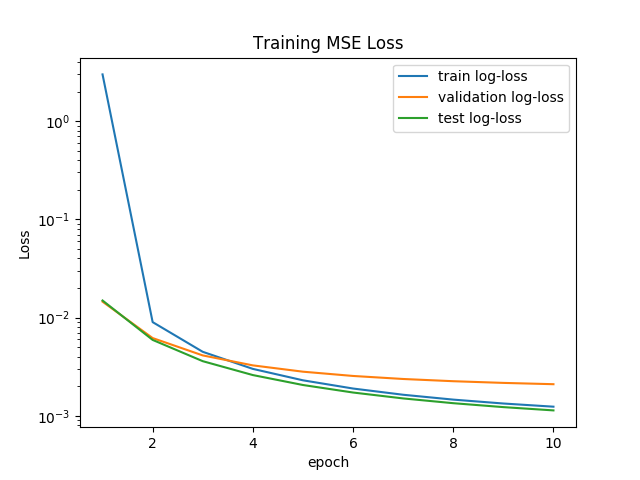 Training MSE Loss
train log-loss
validation log-loss
test log-loss
Loss
10⁰
10⁻¹
10⁻²
10⁻³
2 4 6 8 10
epoch